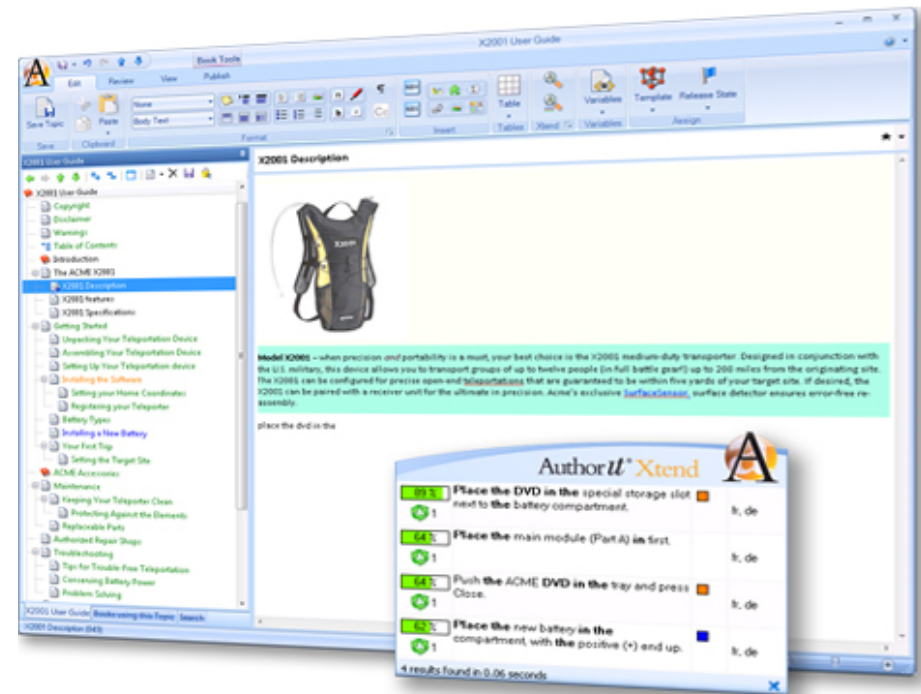 X2001 User Guide
Book Tools
Edit Review View Publish
Save Topic
Paste
None
Body Text
Table
Variables
Template
Release State
Save Clipboard Format Insert Tables Xtend Variables Assign
X2001 User Guide
X2001 Description
X2001 User Guide
Copyright
Disclaimer
Warnings
Table of Contents
Introduction
The ACME X2001
X2001 Description
X2001 features
X2001 Specifications
Getting Started
Unpacking Your Teleportation Device
Assembling Your Teleportation Device
Setting Up Your Teleportation device
Installing the Software
Setting your Home Coordinates
Registering your Teleporter
Battery Types
Installing a New Battery
Your First Trip
Setting the Target Site
ACME Accessories
Maintenance
Keeping Your Teleporter Clean
Protecting Against the Elements
Replaceable Parts
Authorized Repair Shops
Troubleshooting
Tips for Trouble-Free Teleportation
Conserving Battery Power
Problem Solving
X2001 User Guide Books using this Topic Search
X2001 Description (543)
X2001
Model X2001 – when precision and portability is a must, your best choice is the X2001 medium-duty transporter. Designed in conjunction with
the U.S. military, this device allows you to transport groups of up to twelve people (in full battle gear!) up to 200 miles from the originating site.
The X2001 can be configured for precise open-end teleportations that are guaranteed to be within five yards of your target site. If desired, the
X2001 can be paired with a receiver unit for the ultimate in precision. Acme's exclusive SurfaceSensor, surface detector ensures error-free re-
assembly.
place the dvd in the
Author it Xtend
89 % Place the DVD in the special storage slot
next to the battery compartment.
1 fr, de
64 % Place the main module (Part A) in first.
1 fr, de
64 % Push the ACME DVD in the tray and press
Close.
1 fr, de
62 % Place the new battery in the
compartment, with the positive (+) end up.
1 fr, de
4 results found in 0.06 seconds